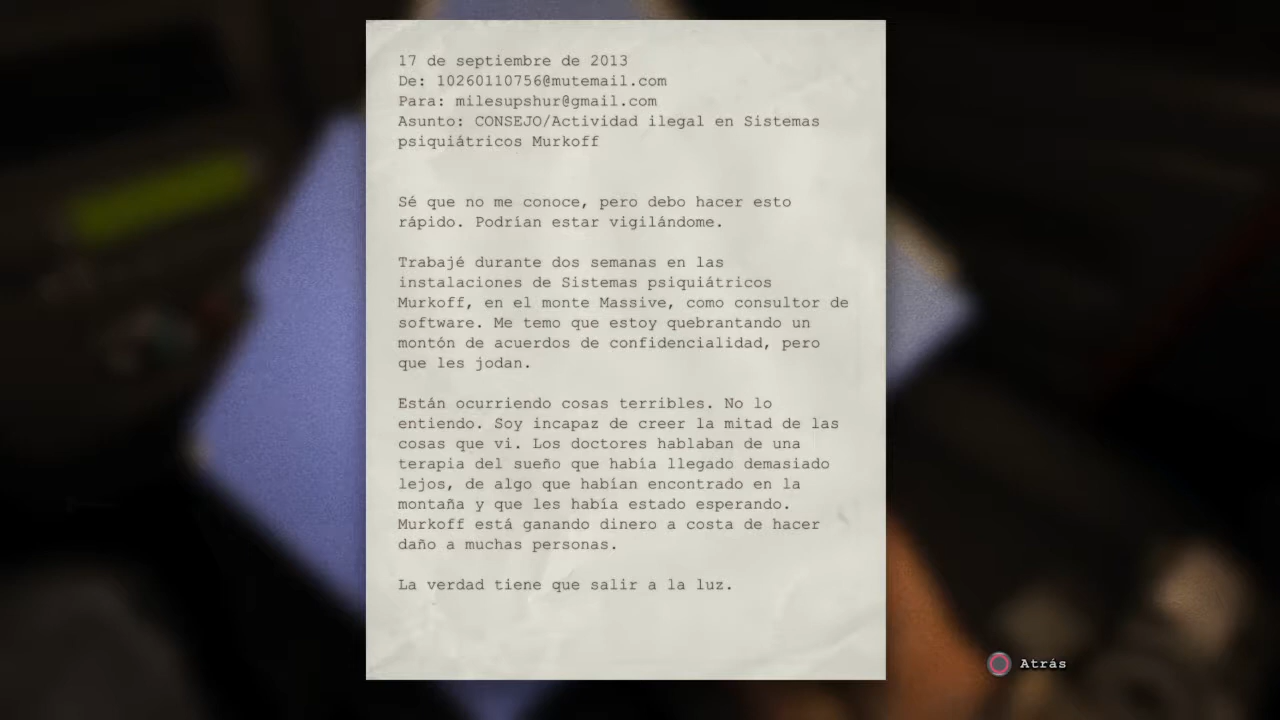 17 de septiembre de 2013
De: 10260110756@mutemail.com
Para: milesupshur@gmail.com
Asunto: CONSEJO/Actividad ilegal en Sistemas
psiquiátricos Murkoff
Sé que no me conoce, pero debo hacer esto
rápido. Podrían estar vigilándome.
Trabajé durante dos semanas en las
instalaciones de Sistemas psiquiátricos
Murkoff, en el monte Massive, como consultor de
software. Me temo que estoy quebrantando un
montón de acuerdos de confidencialidad, pero
que les jodan.
Están ocurriendo cosas terribles. No lo
entiendo. Soy incapaz de creer la mitad de las
cosas que vi. Los doctores hablaban de una
terapia del sueño que había llegado demasiado
lejos, de algo que habían encontrado en la
montaña y que les había estado esperando.
Murkoff está ganando dinero a costa de hacer
daño a muchas personas.
La verdad tiene que salir a la luz.
Atrás